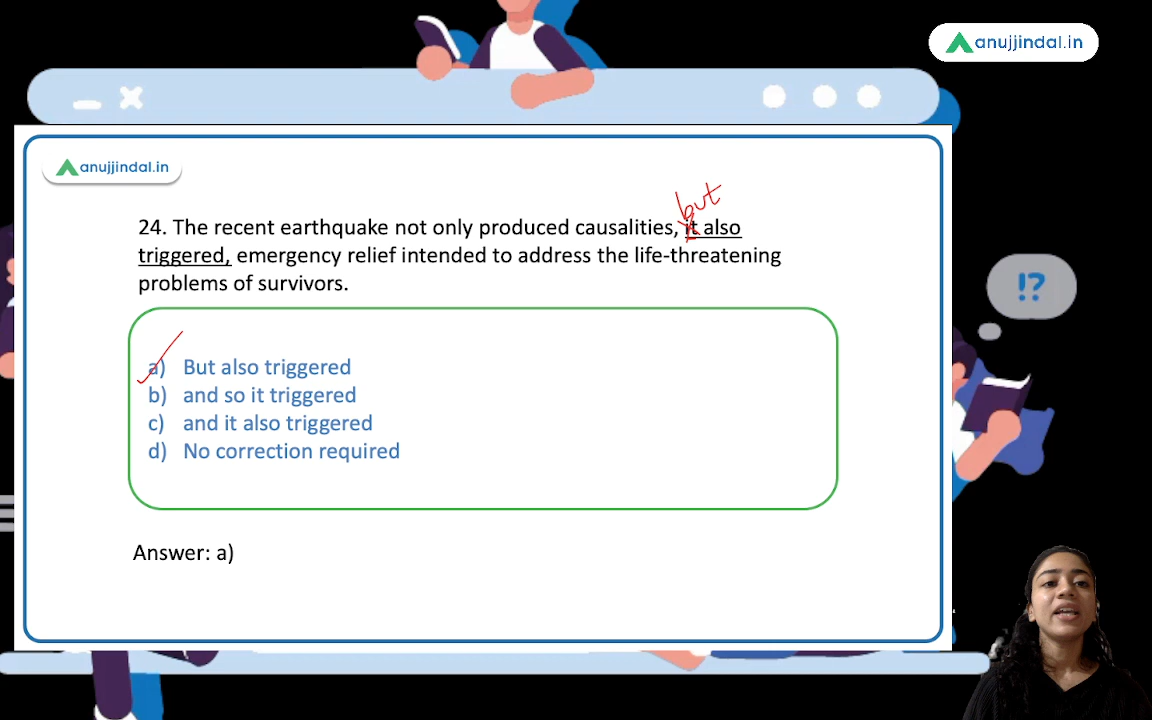 anujjindal.in
anujjindal.in
but
24. The recent earthquake not only produced causalities, it also
triggered, emergency relief intended to address the life-threatening
problems of survivors.
!?
a) But also triggered
b) and so it triggered
c) and it also triggered
d) No correction required
Answer: a)